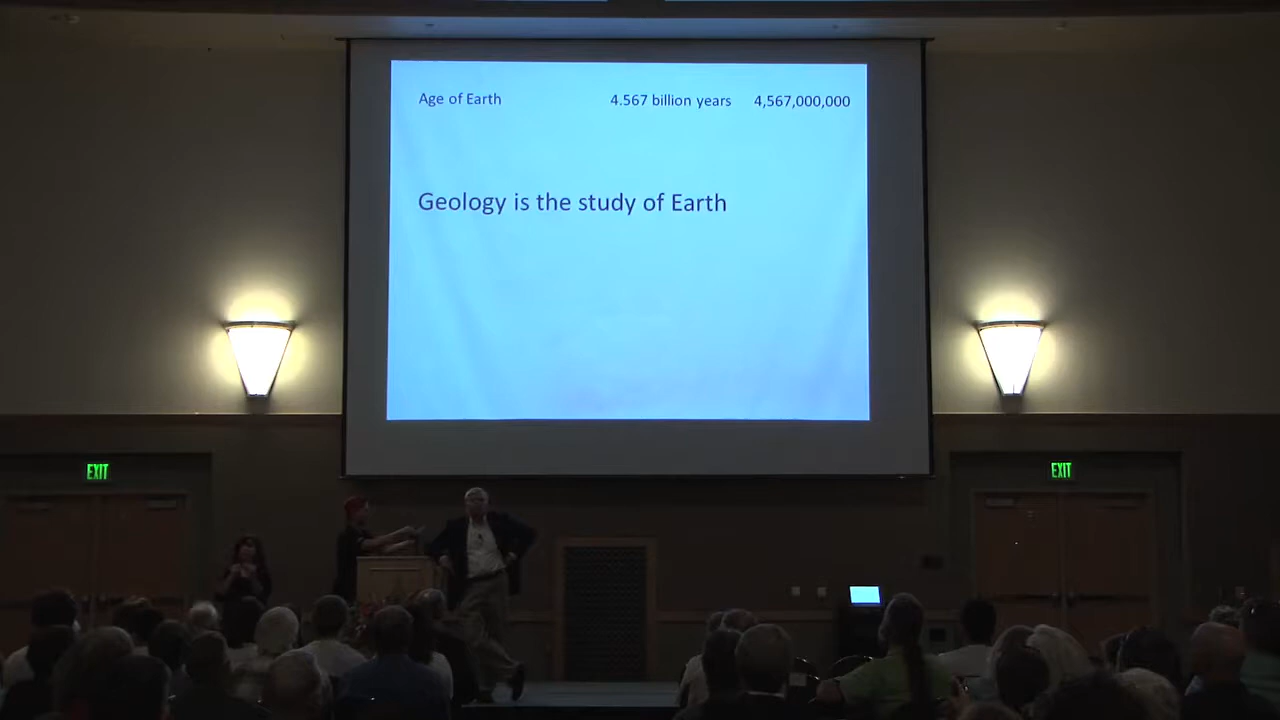 Age of Earth 4.567 billion years 4,567,000,000
Geology is the study of Earth
EXIT
EXIT